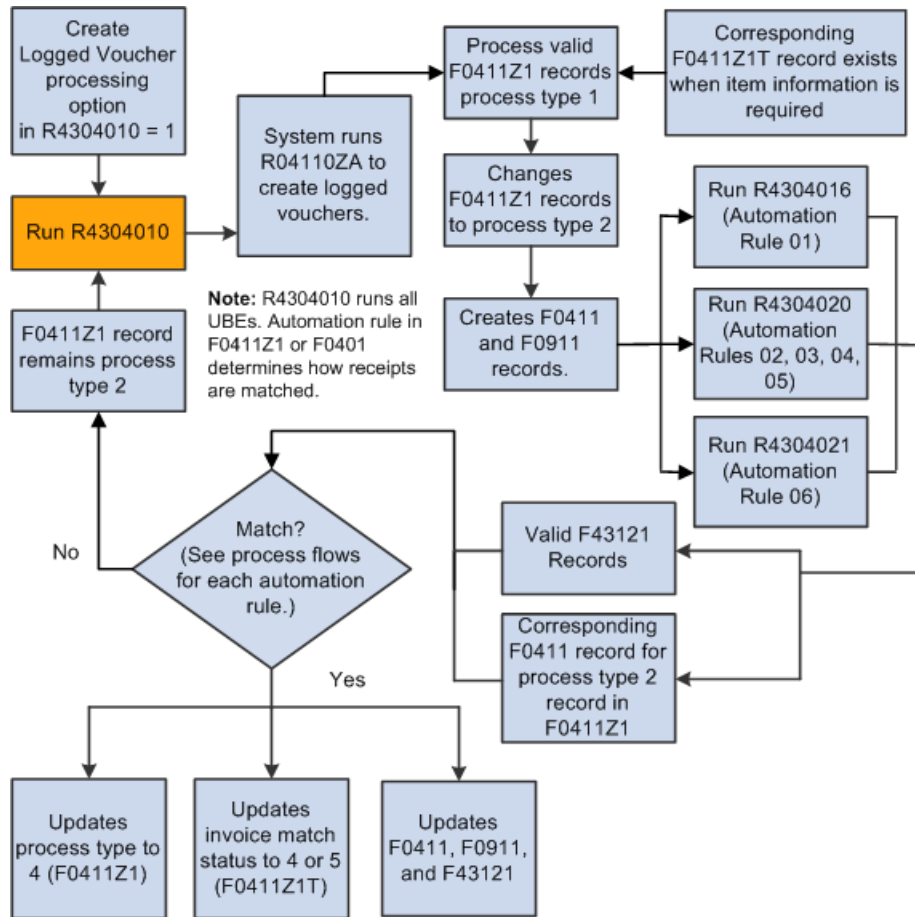 Create
Logged Voucher
processing
option
in R4304010 = 1
Run R4304010
System runs
R04110ZA to
create logged
vouchers.
Process valid
F0411Z1 records
process type 1
Corresponding
F0411Z1T record exists
when item information is
required
Changes
F0411Z1 records
to process type 2
Creates F0411
and F0911
records.
Run R4304016
(Automation
Rule 01)
Run R4304020
(Automation
Rules 02, 03, 04,
05)
Run R4304021
(Automation
Rule 06)
Note: R4304010 runs all
UBEs. Automation rule in
F0411Z1 or F0401
determines how receipts
are matched.
F0411Z1 record
remains process
type 2
Valid F43121
Records
Corresponding
F0411 record for
process type 2
record in
F0411Z1
Match?
(See process flows
for each automation
rule.)
No
Yes
Updates
process type to
4 (F0411Z1)
Updates
invoice match
status to 4 or 5
(F0411Z1T)
Updates
F0411, F0911,
and F43121